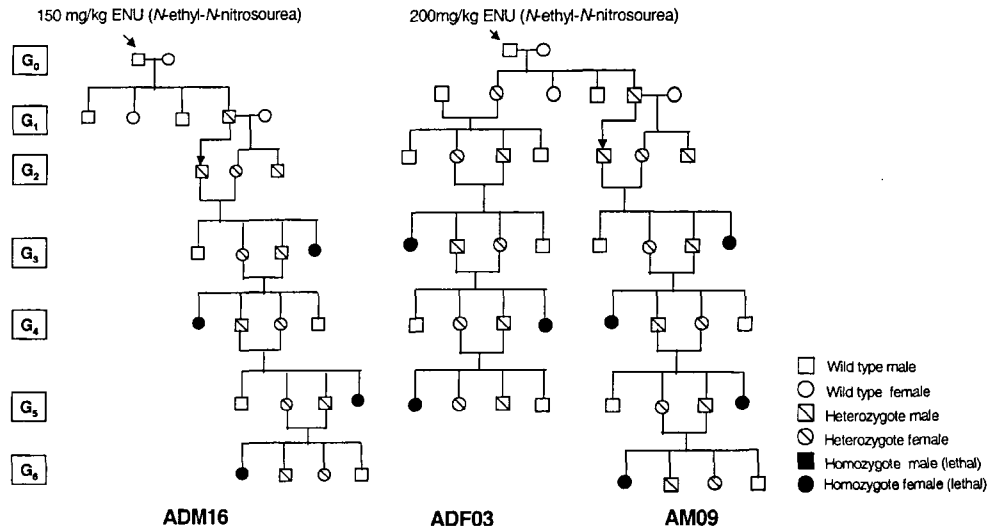 150 mg/kg ENU (N-ethyl-N-nitrosourea)
200mg/kg ENU (N-ethyl-N-nitrosourea)
G0
G1
G2
G3
G4
G5
G6
Wild type male
Wild type female
Heterozygote male
Heterozygote female
Homozygote male (lethal)
Homozygote female (lethal)
ADM16
ADF03
AM09